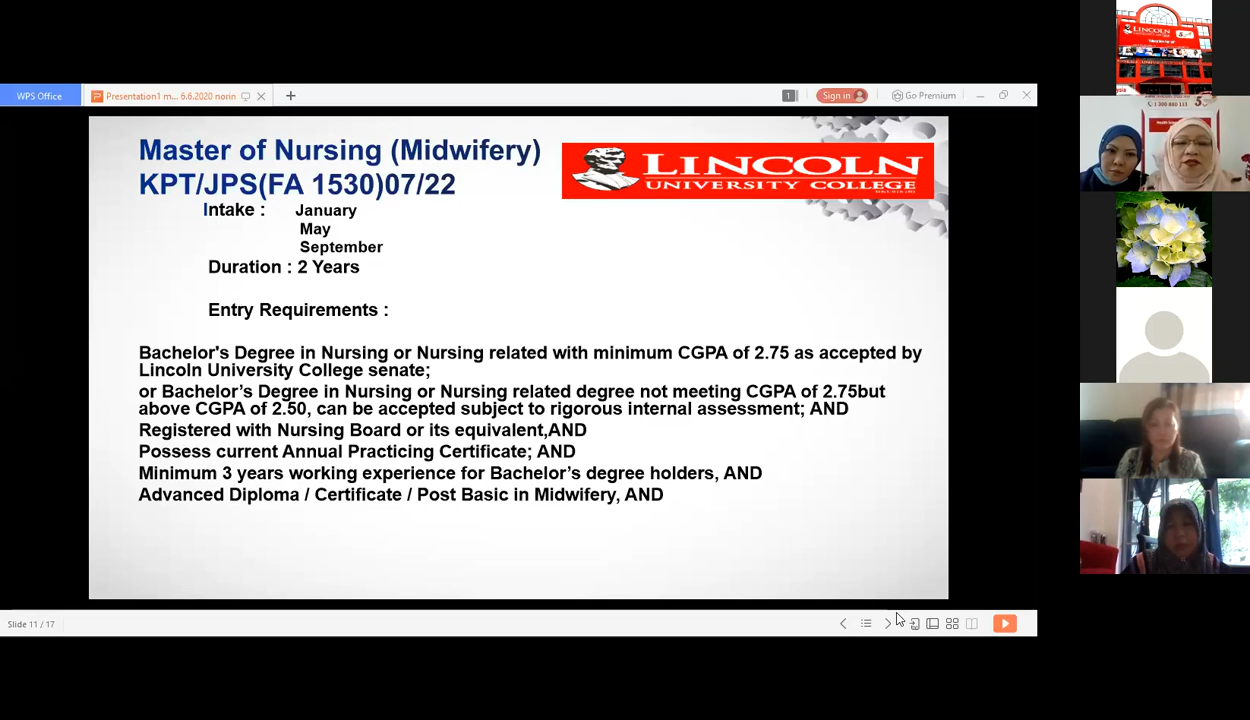 WPS Office
Presentation1 m... 6.6.2020 norin
1
Sign in
Go Premium
Master of Nursing (Midwifery)
KPT/JPS(FA 1530)07/22
LINCOLN
UNIVERSITY COLLEGE
Intake : January
May
September
Duration : 2 Years
Entry Requirements :
Bachelor's Degree in Nursing or Nursing related with minimum CGPA of 2.75 as accepted by
Lincoln University College senate;
or Bachelor’s Degree in Nursing or Nursing related degree not meeting CGPA of 2.75but
above CGPA of 2.50, can be accepted subject to rigorous internal assessment; AND
Registered with Nursing Board or its equivalent,AND
Possess current Annual Practicing Certificate; AND
Minimum 3 years working experience for Bachelor’s degree holders, AND
Advanced Diploma / Certificate / Post Basic in Midwifery, AND
Slide 11 / 17
LINCOLN
1 300 880 111